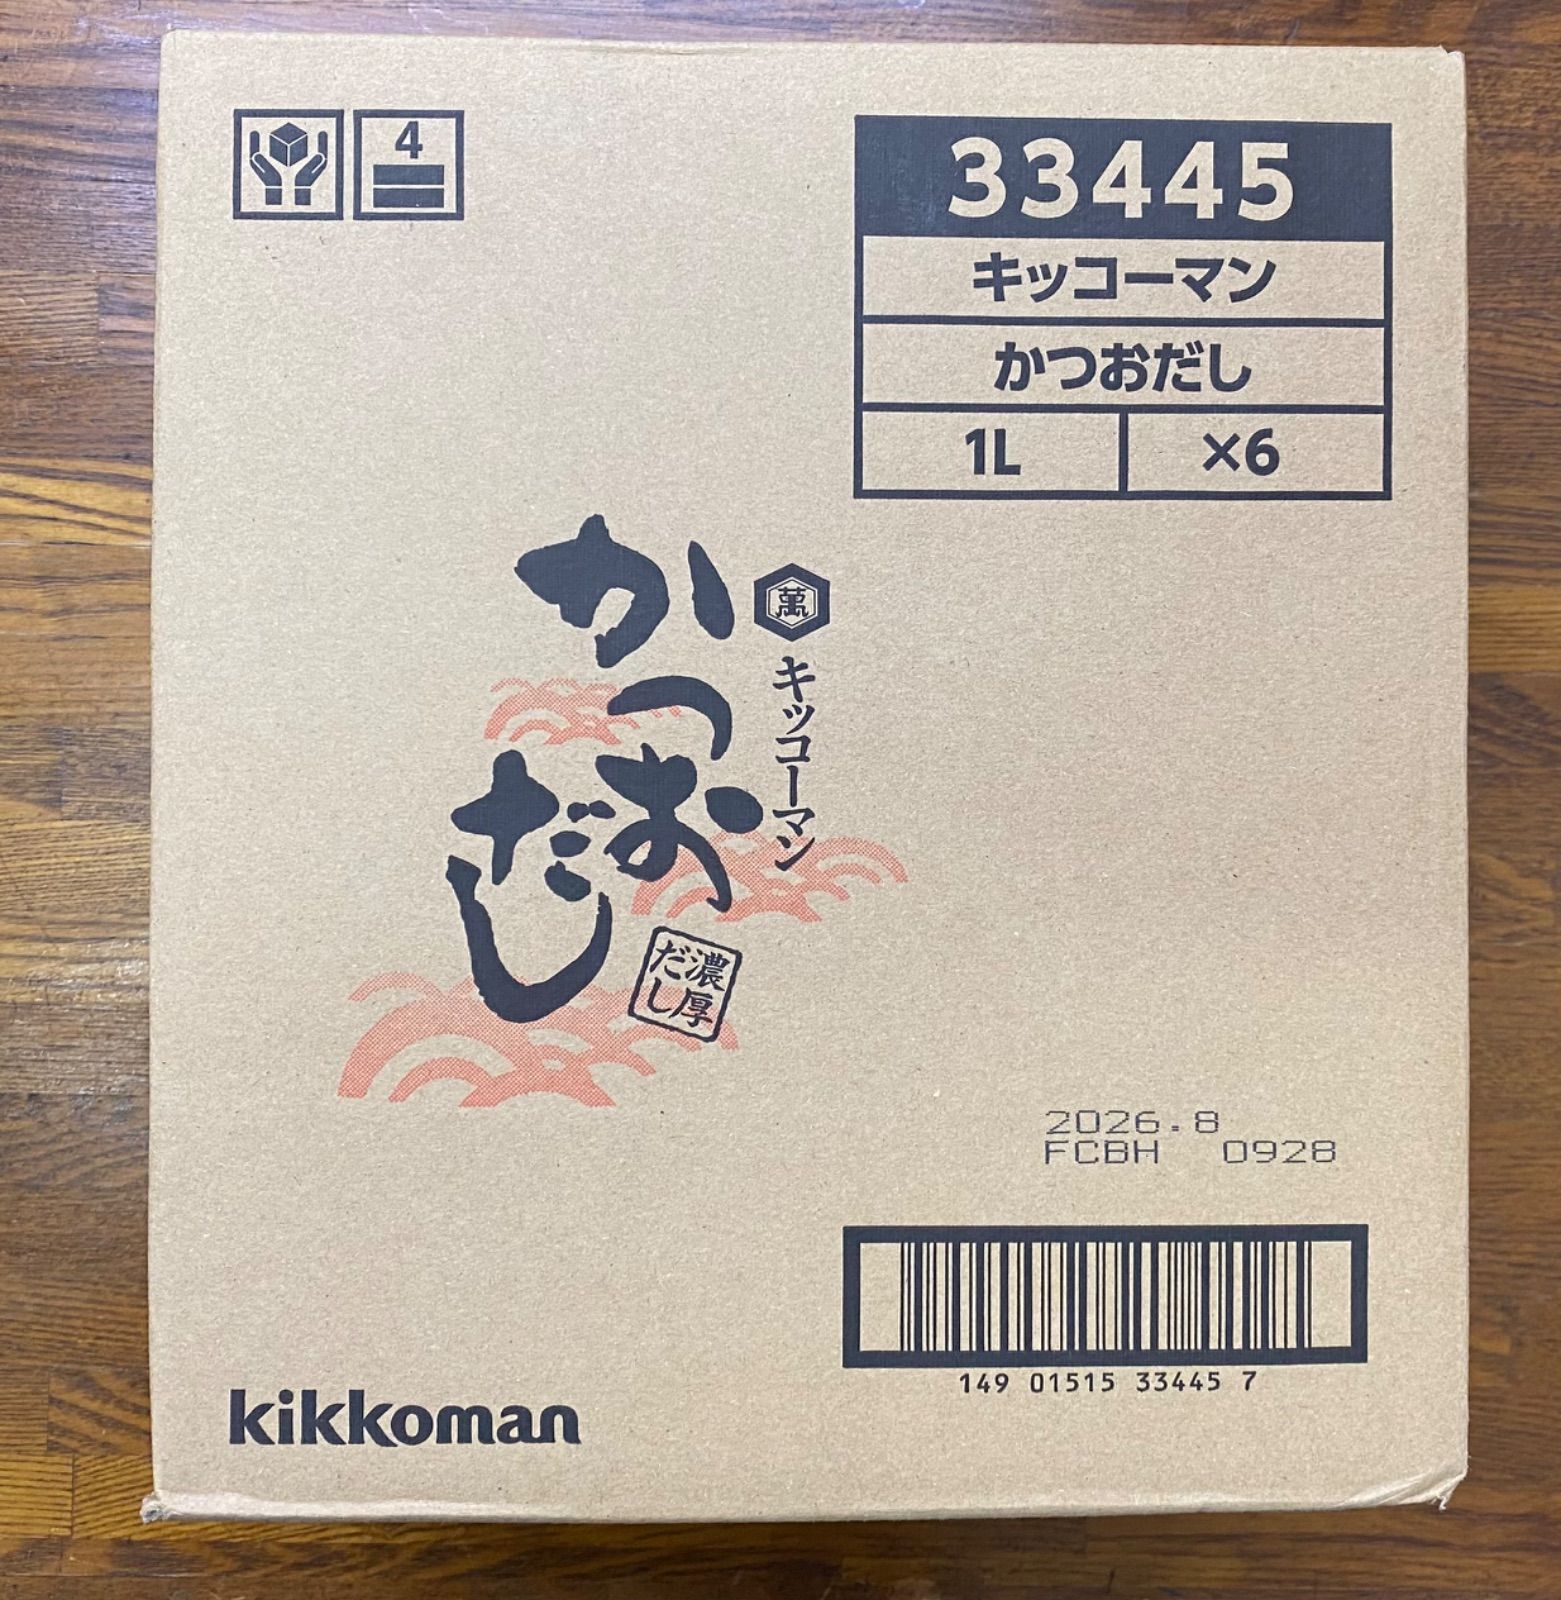 4
33445
キッコーマン
かつおだし
1L ×6
かつお
だし
萬
キッコーマン
濃厚
だし
2026.8
FCBH 0928
149 01515 33445 7
kikkoman